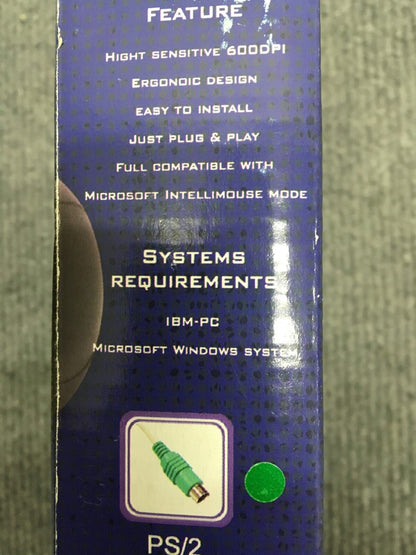 Feature
Hight sensitive 600DPI
Ergonoic design
easy to install
Just plug & play
Full compatible with
Microsoft Intellimouse mode
Systems
requirements
IBM-PC
Microsoft Windows system
PS/2